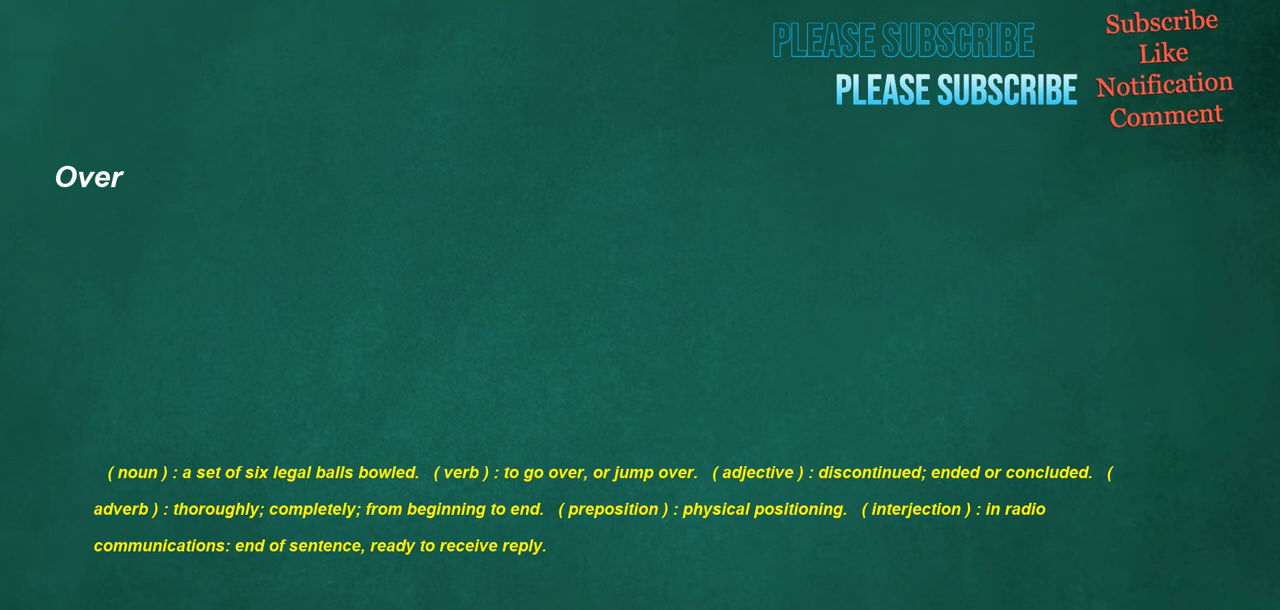 PLEASE SUBSCRIBE
PLEASE SUBSCRIBE
Subscribe
Like
Notification
Comment
Over
( noun ) : a set of six legal balls bowled. ( verb ) : to go over, or jump over. ( adjective ) : discontinued; ended or concluded. (
adverb ) : thoroughly; completely; from beginning to end. ( preposition ) : physical positioning. ( interjection ) : in radio
communications: end of sentence, ready to receive reply.